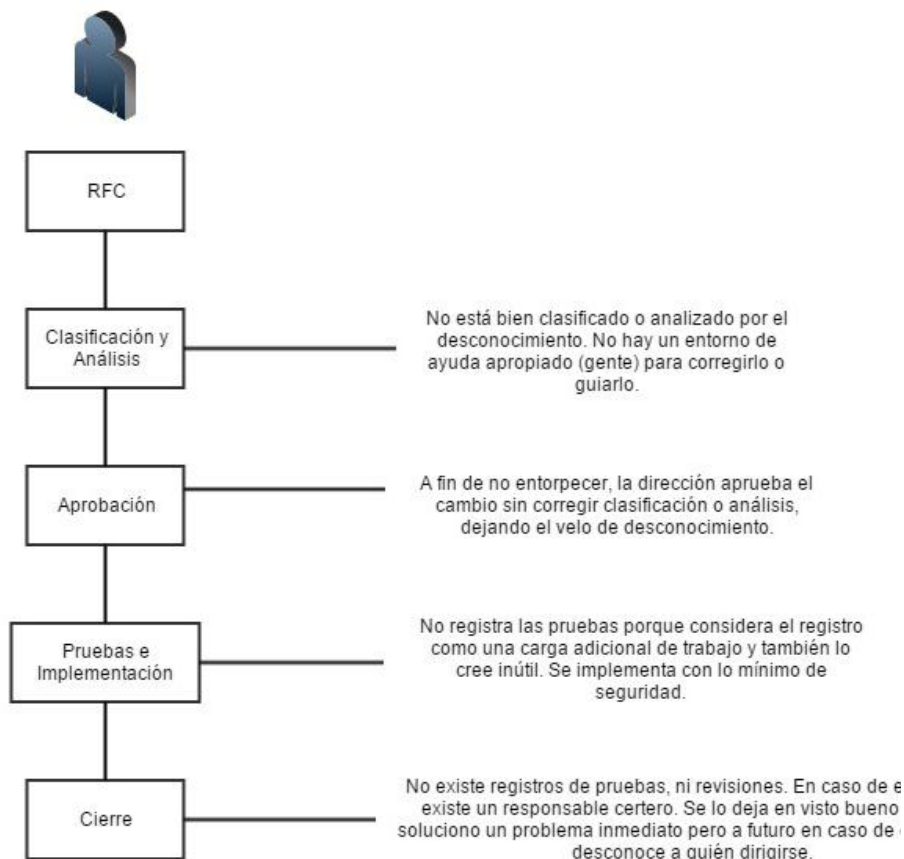 RFC
Clasificación y
Análisis
No está bien clasificado o analizado por el
desconocimiento. No hay un entorno de
ayuda apropiado (gente) para corregirlo o
guiarlo.
Aprobación
A fin de no entorpecer, la dirección aprueba el
cambio sin corregir clasificación o análisis,
dejando el velo de desconocimiento.
Pruebas e
Implementación
No registra las pruebas porque considera el registro
como una carga adicional de trabajo y también lo
cree inútil. Se implementa con lo mínimo de
seguridad.
Cierre
No existe registros de pruebas, ni revisiones. En caso de
existe un responsable certero. Se lo deja en visto bueno
soluciono un problema inmediato pero a futuro en caso de
desconoce a quién dirigirse.